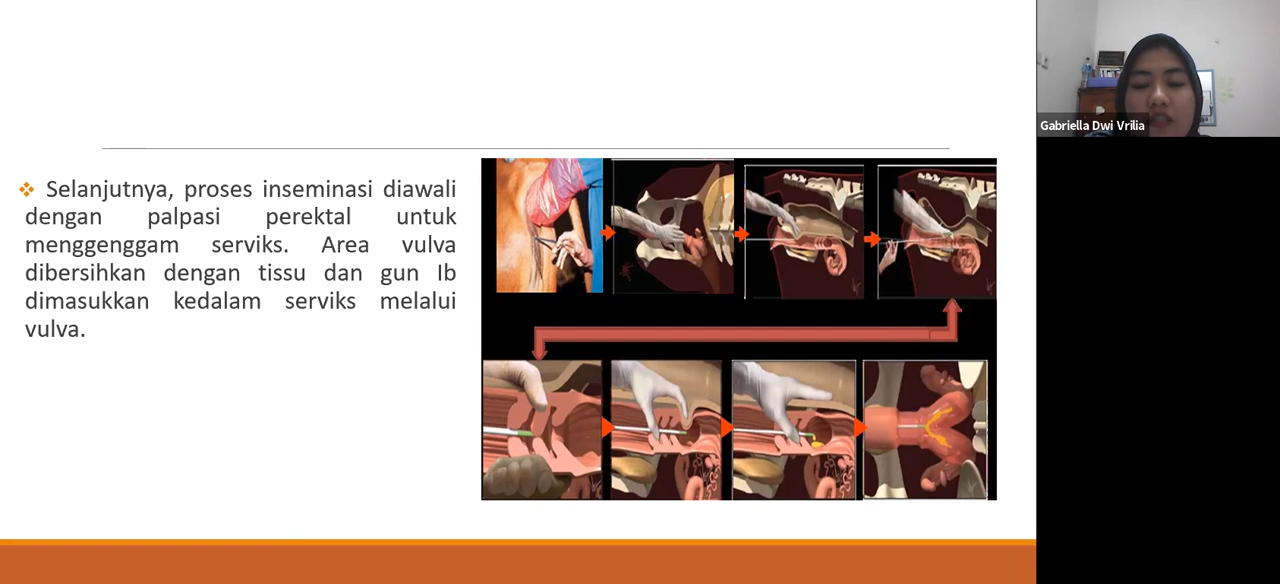 Selanjutnya, proses inseminasi diawali
dengan palpasi perektal untuk
menggenggam serviks. Area vulva
dibersihkan dengan tissu dan gun Ib
dimasukkan kedalam serviks melalui
vulva.
Gabriella Dwi Vrilia